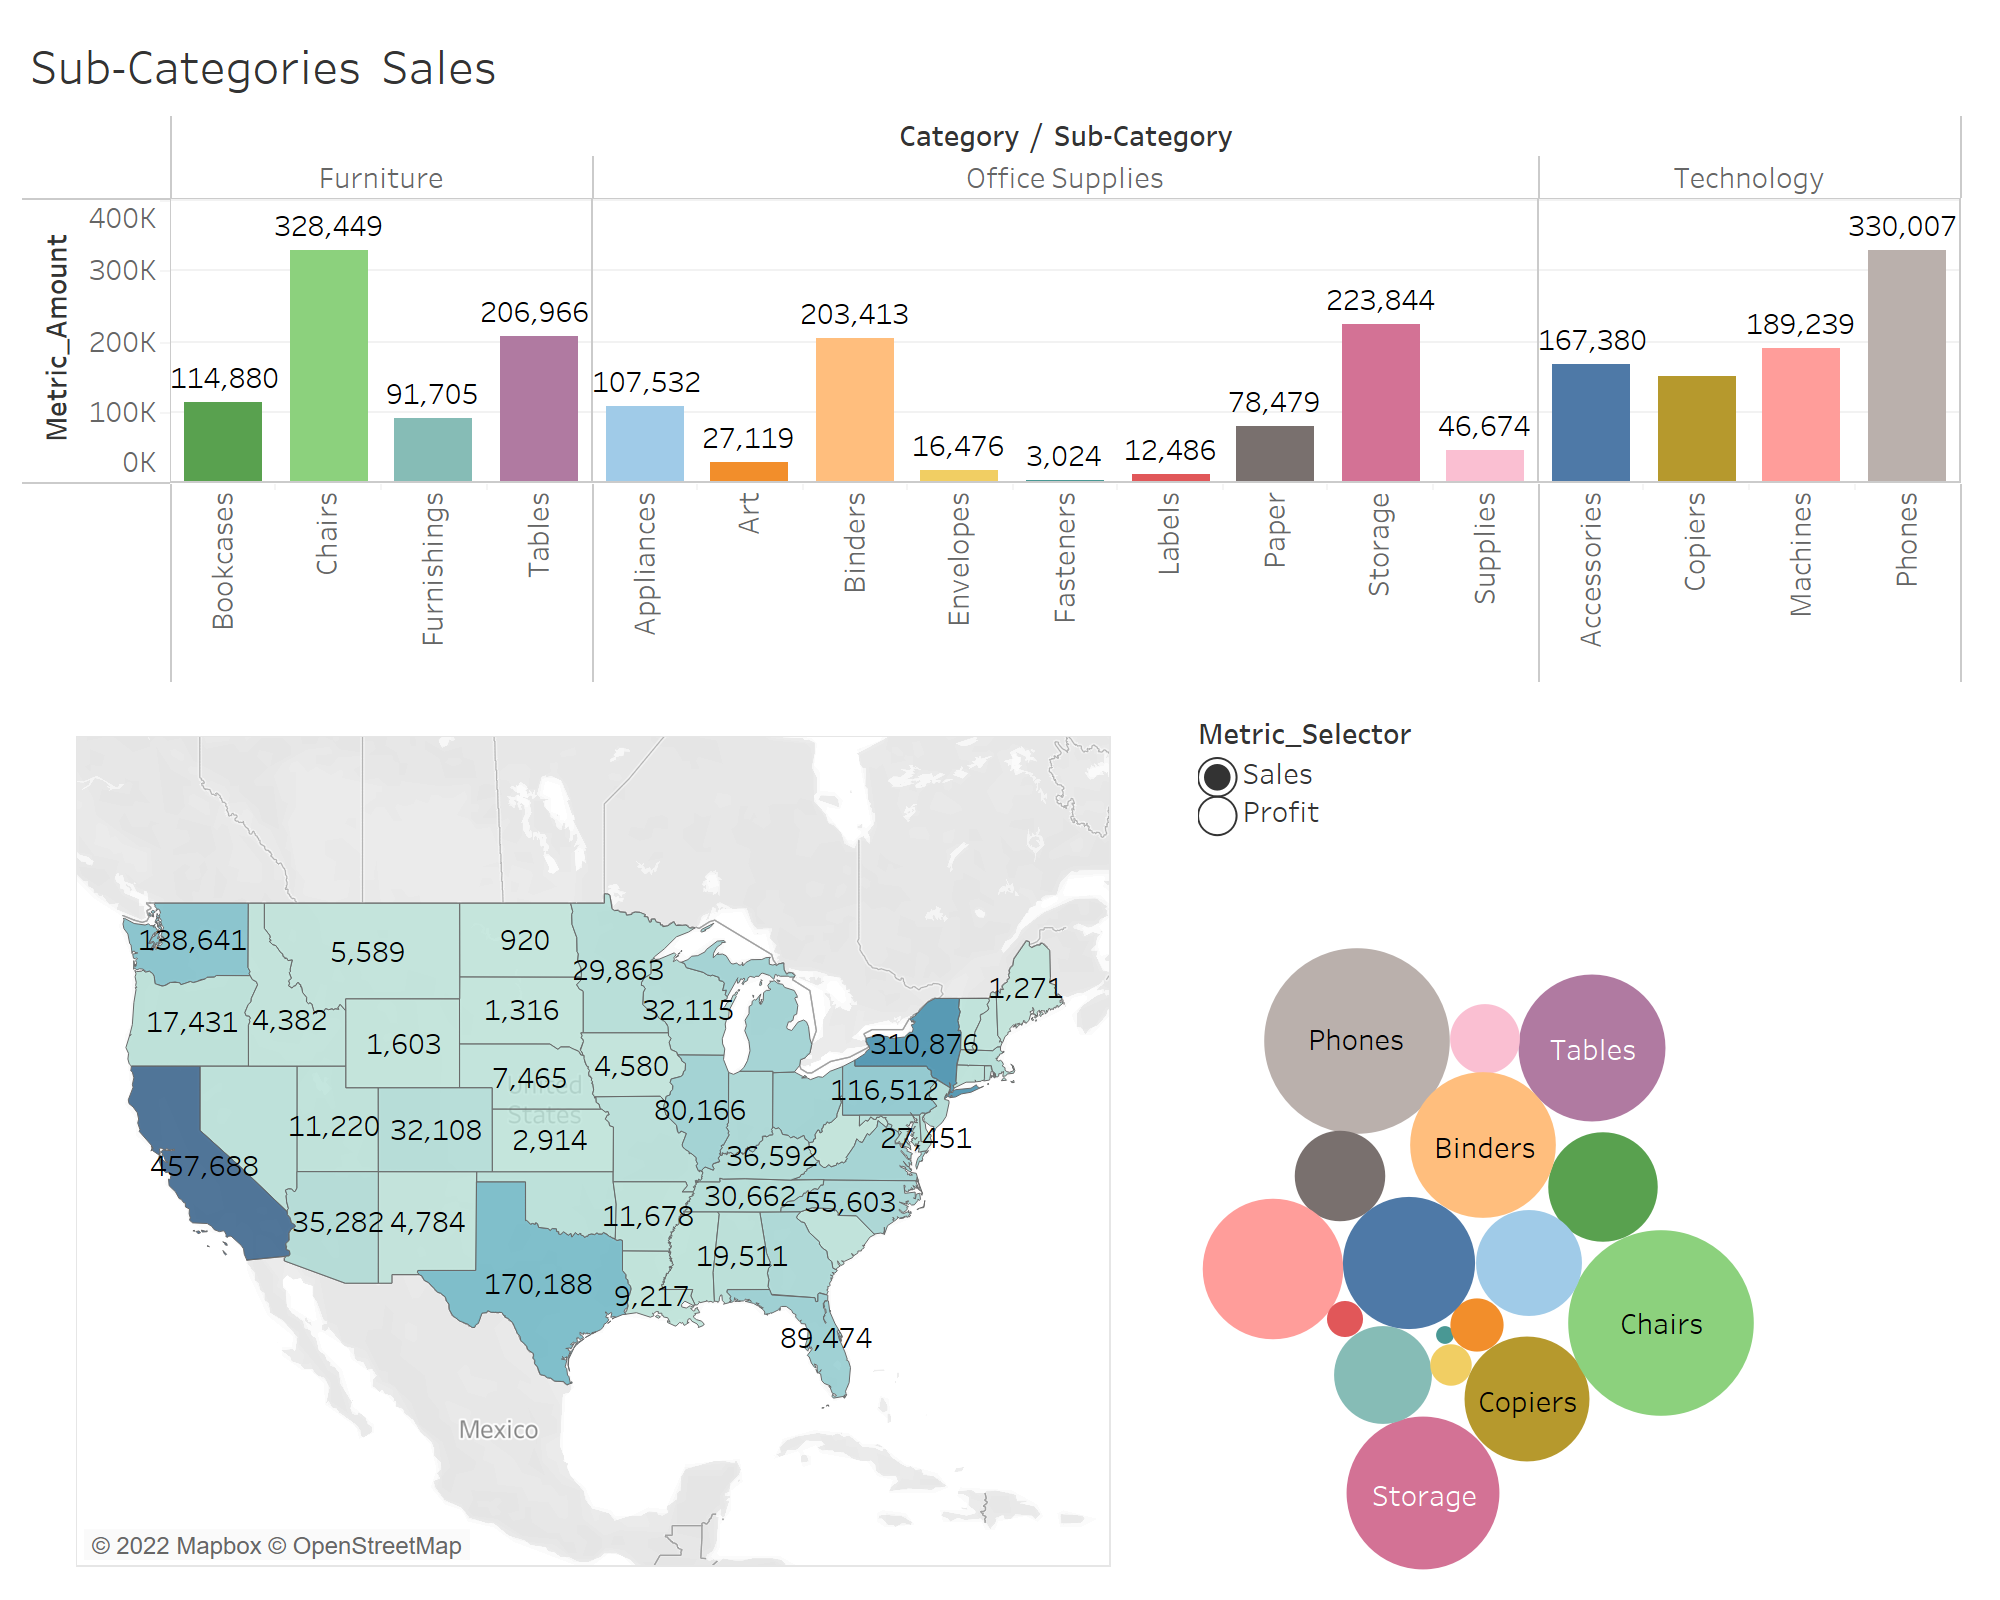 Sub-Categories Sales
Category / Sub-Category
Furniture
Office Supplies
Technology
Metric_Amount
400K
300K
200K
100K
0K
114,880
328,449
91,705
206,966
107,532
27,119
203,413
16,476
3,024
12,486
78,479
223,844
46,674
167,380
189,239
330,007
Bookcases
Chairs
Furnishings
Tables
Appliances
Art
Binders
Envelopes
Fasteners
Labels
Paper
Storage
Supplies
Accessories
Copiers
Machines
Phones
138,641
5,589
920
29,863
1,271
17,431
4,382
1,603
1,316
32,115
310,876
7,465
4,580
116,512
United
States
11,220
32,108
2,914
80,166
27,451
457,688
36,592
35,282
4,784
11,678
30,662
55,603
19,511
170,188
9,217
89,474
Mexico
© 2022 Mapbox © OpenStreetMap
Metric_Selector
Sales
Profit
Phones
Tables
Binders
Chairs
Copiers
Storage